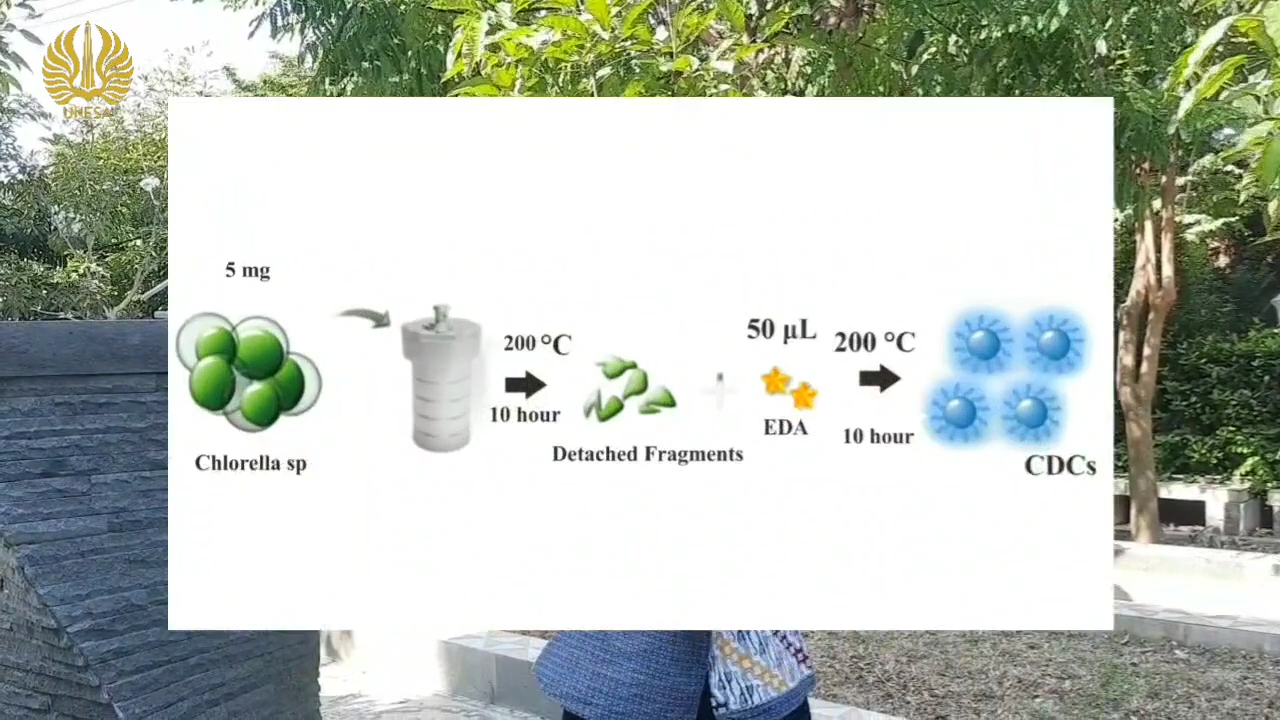 UNESA
5 mg
Chlorella sp
200 °C
10 hour
Detached Fragments
50 µL
EDA
200 °C
10 hour
CDCs